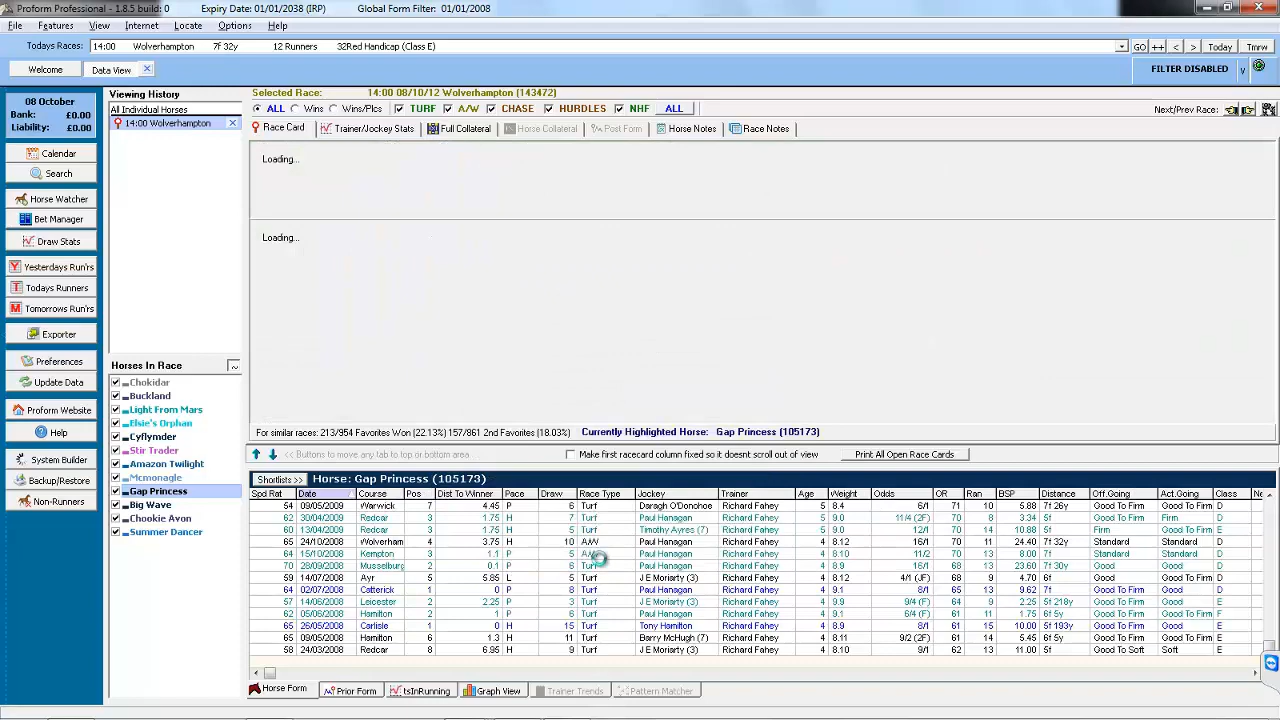 Proform Professional - 1.8.5 build: 0 Expiry Date: 01/01/2038 (IRP) Global Form Filter: 01/01/2008
File Features View Internet Locate Options Help
Todays Races: 14:00 Wolverhampton 7f 32y 12 Runners 32Red Handicap (Class E) GO ++ < > Today Tmrw
Welcome Data View FILTER DISABLED v
08 October
Bank: £0.00
Liability: £0.00
Calendar
Search
Horse Watcher
Bet Manager
Draw Stats
Yesterdays Run'rs
Todays Runners
Tomorrows Run'rs
Exporter
Preferences
Update Data
Proform Website
Help
System Builder
Backup/Restore
Non-Runners
Viewing History
All Individual Horses
14:00 Wolverhampton
Horses In Race
Chokidar
Buckland
Light From Mars
Elsie's Orphan
Cyflymder
Stir Trader
Amazon Twilight
Mcmonagle
Gap Princess
Big Wave
Chookie Avon
Summer Dancer
Selected Race: 14:00 08/10/12 Wolverhampton (143472)
ALL Wins Wins/Plcs TURF A/W CHASE HURDLES NHF ALL Next/Prev Race:
Race Card Trainer/Jockey Stats Full Collateral Horse Collateral Post Form Horse Notes Race Notes
Loading...
Loading...
For similar races: 213/954 Favorites Won (22.13%) 157/861 2nd Favorites (18.03%) Currently Highlighted Horse: Gap Princess (105173)
<< Buttons to move any tab to top or bottom area Make first racecard column fixed so it doesnt scroll out of view Print All Open Race Cards
Shortlists >> Horse: Gap Princess (105173)
Spd Rat Date Course Pos Dist To Winner Pace Draw Race Type Jockey Trainer Age Weight Odds OR Ran BSP Distance Off.Going Act.Going Class
54 09/05/2009 Warwick 7 4.45 P 6 Turf Daragh O'Donohoe Richard Fahey 5 8.4 6/1 71 10 5.88 7f 26y Good To Firm Good To Firm D
62 30/04/2009 Redcar 3 1.75 H 7 Turf Paul Hanagan Richard Fahey 5 9.0 11/4 (2F) 70 8 3.34 5f Good To Firm Firm D
60 13/04/2009 Redcar 3 1.75 H 5 Turf Timothy Ayres (7) Richard Fahey 5 9.0 12/1 70 14 10.88 6f Firm Good To Firm D
65 24/10/2008 Wolverham 4 3.75 H 10 A/W Paul Hanagan Richard Fahey 4 8.12 16/1 71 10 24.40 7f 32y Standard Standard D
64 15/10/2008 Kempton 3 1.1 P 5 Paul Hanagan Richard Fahey 4 8.10 11/2 70 13 8.00 7f Standard Standard D
70 28/09/2008 Musselburg 2 0.1 P 6 Turf Paul Hanagan Richard Fahey 4 8.9 16/1 68 13 23.60 7f 30y Good Good D
59 14/07/2008 Ayr 5 5.85 L 5 Turf J E Moriarty (3) Richard Fahey 4 8.12 4/1 (JF) 70 9 4.70 6f Good Good To Firm D
64 02/07/2008 Catterick 1 0 P 8 Turf Paul Hanagan Richard Fahey 4 9.1 8/1 65 10 9.62 7f Good To Firm Good D
57 14/06/2008 Leicester 2 2.25 P 3 Turf J E Moriarty (3) Richard Fahey 4 9.9 9/4 (F) 64 9 2.25 5f 218y Good Good To Firm E
62 05/06/2008 Hamilton 2 1 P 1 Turf Paul Hanagan Richard Fahey 4 9.1 9/4 (F) 64 10 3.75 6f 5y Good To Firm Good To Firm D
65 26/05/2008 Carlisle 1 0 H 15 Turf Tony Hamilton Richard Fahey 4 9.8 6/1 61 15 10.00 5f 193y Good To Firm Good E
65 09/05/2008 Hamilton 6 1.3 H 11 Turf Barry McHugh (7) Richard Fahey 4 8.11 9/2 (2F) 61 14 5.45 6f 5y Good To Firm Good To Firm E
58 24/03/2008 Redcar 8 6.95 H 9 Turf J E Moriarty (3) Richard Fahey 4 8.10 9/1 62 13 11.00 5f Good To Soft Soft D
Horse Form Prior Form tsInRunning Graph View Trainer Trends Pattern Matcher